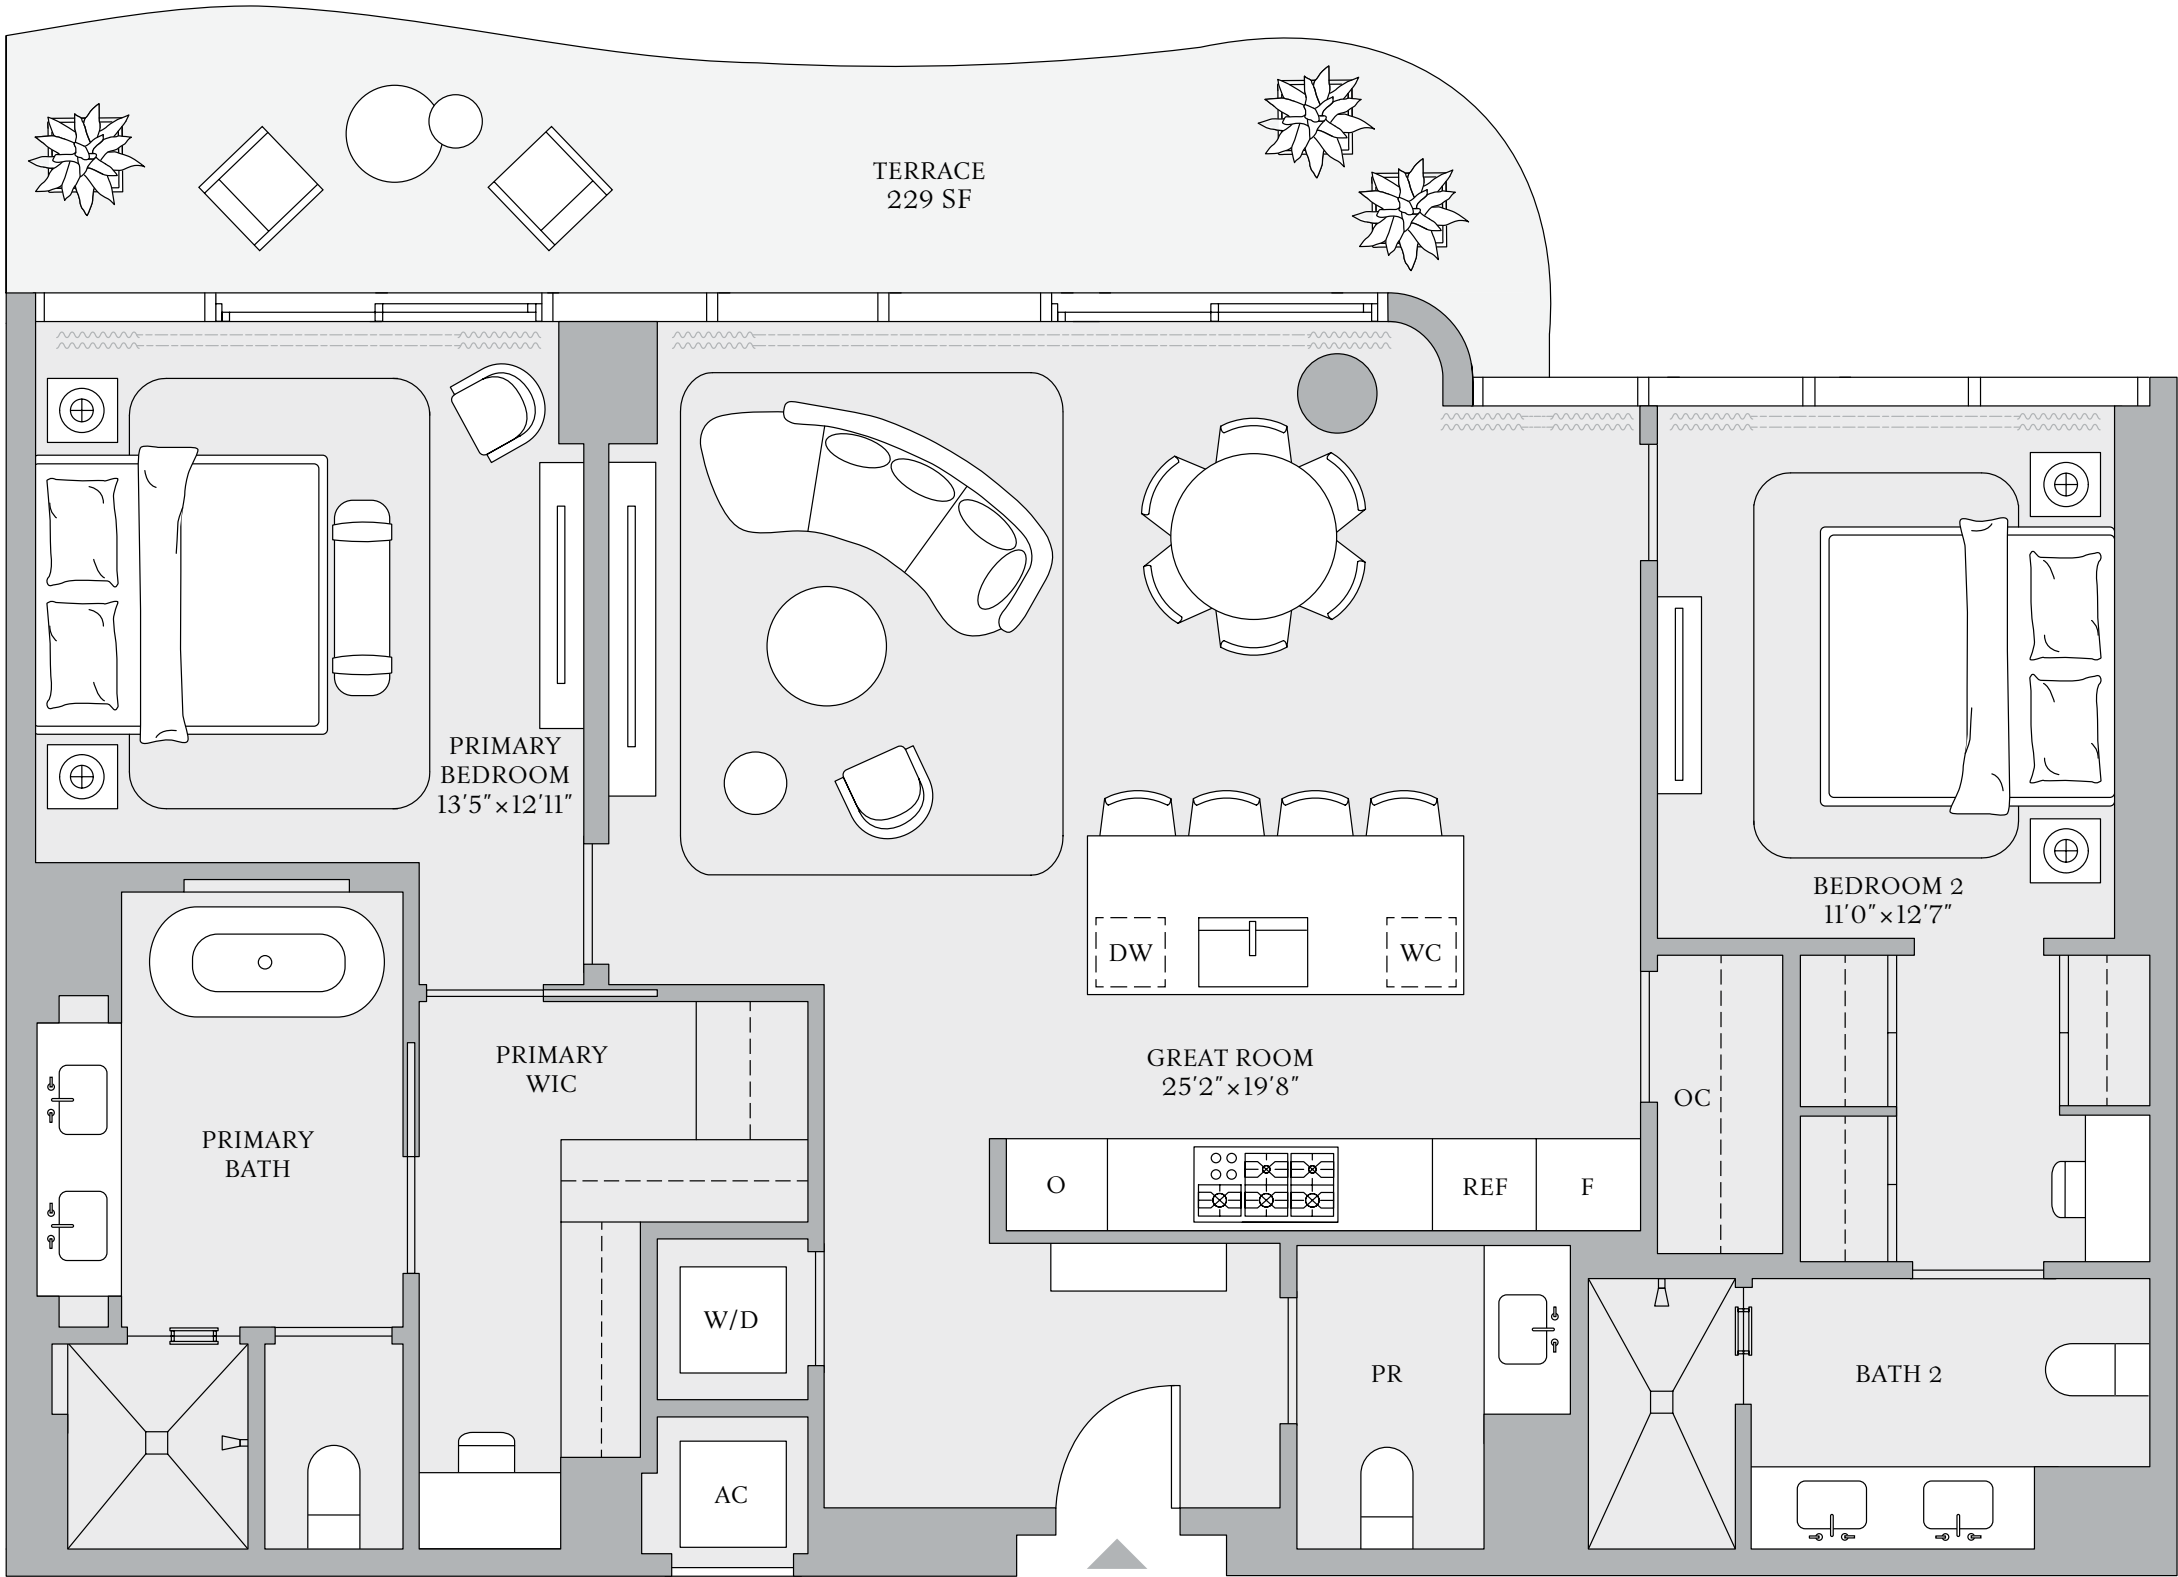 TERRACE
229 SF
PRIMARY
BEDROOM
13'5"×12'11"
BEDROOM 2
11'0"×12'7"
DW
WC
PRIMARY
WIC
GREAT ROOM
25'2"×19'8"
OC
PRIMARY
BATH
O
REF
F
W/D
PR
BATH 2
AC